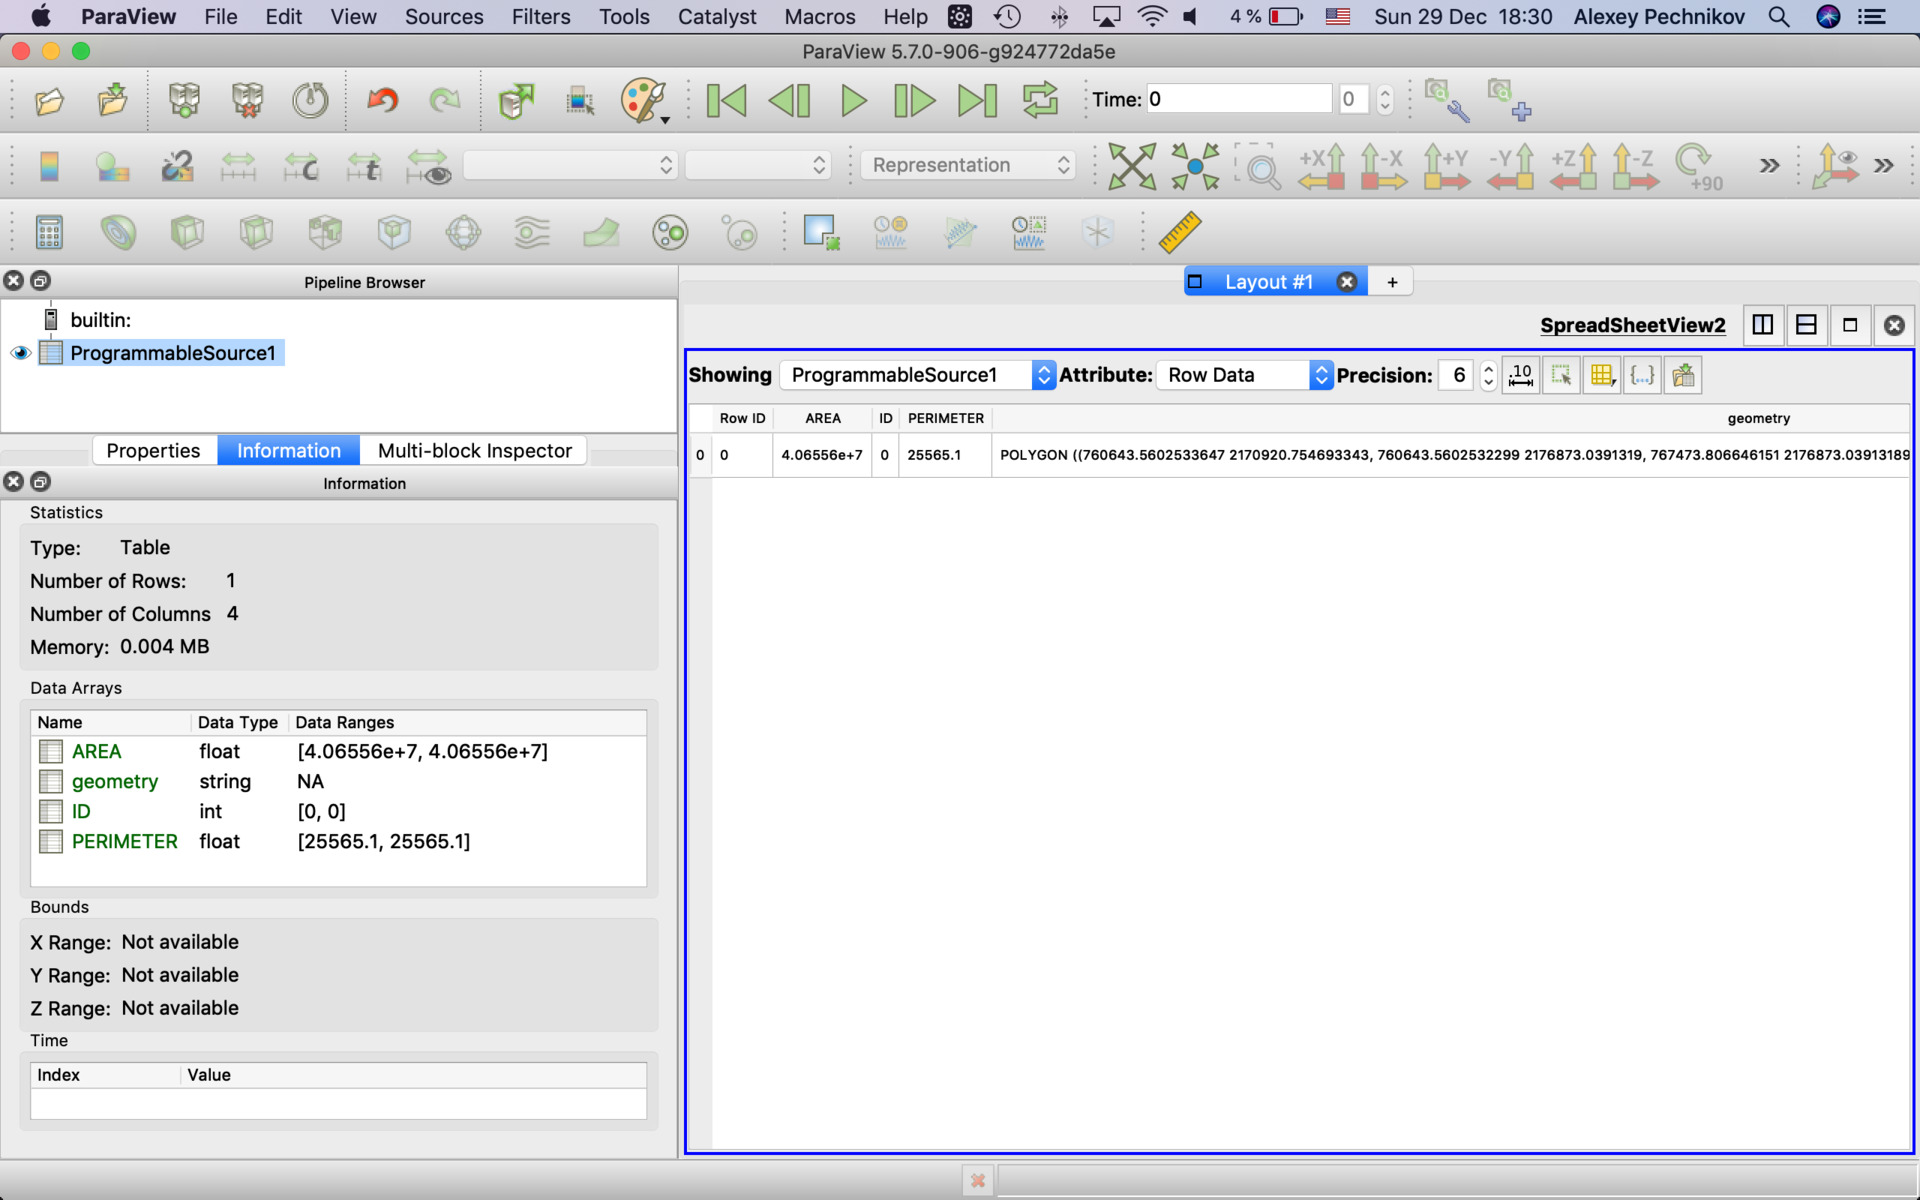 ParaView File Edit View Sources Filters Tools Catalyst Macros Help 4 % Sun 29 Dec 18:30 Alexey Pechnikov
ParaView 5.7.0-906-g924772da5e
Time: 0 0
Representation +X -X +Y -Y +Z -Z +90 »  »
Pipeline Browser
Layout #1 +
builtin:
ProgrammableSource1
SpreadSheetView2
Showing ProgrammableSource1 Attribute: Row Data Precision: 6 .10 {...}
Row ID AREA ID PERIMETER geometry
0 0 4.06556e+7 0 25565.1 POLYGON ((760643.5602533647 2170920.754693343, 760643.5602532299 2176873.0391319, 767473.806646151 2176873.03913189
Properties Information Multi-block Inspector
Information
Statistics
Type: Table
Number of Rows: 1
Number of Columns 4
Memory: 0.004 MB
Data Arrays
Name Data Type Data Ranges
AREA float [4.06556e+7, 4.06556e+7]
geometry string NA
ID int [0, 0]
PERIMETER float [25565.1, 25565.1]
Bounds
X Range: Not available
Y Range: Not available
Z Range: Not available
Time
Index Value